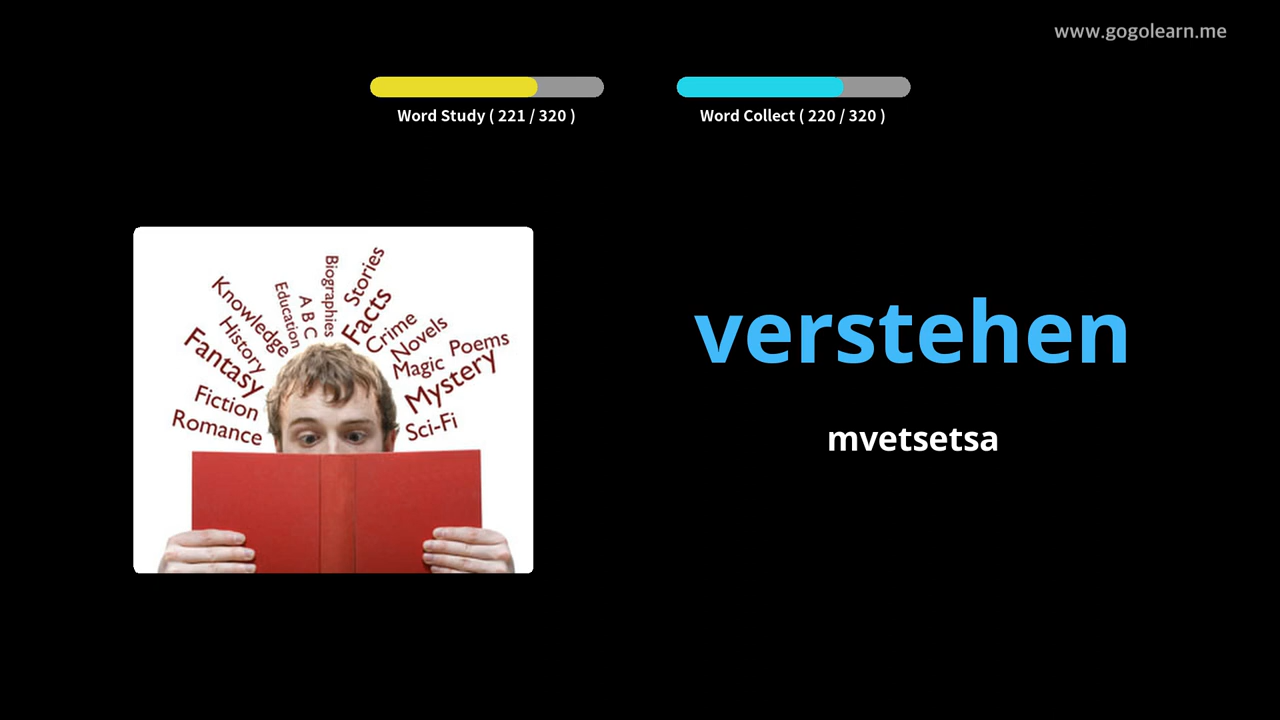 www.gogolearn.me
Word Study ( 221 / 320 )
Word Collect ( 220 / 320 )
Knowledge
History
Fantasy
Fiction
Romance
Education
A B C
Biographies
Stories
Facts
Crime
Novels
Magic
Poems
Mystery
Sci-Fi
verstehen
mvetsetsa